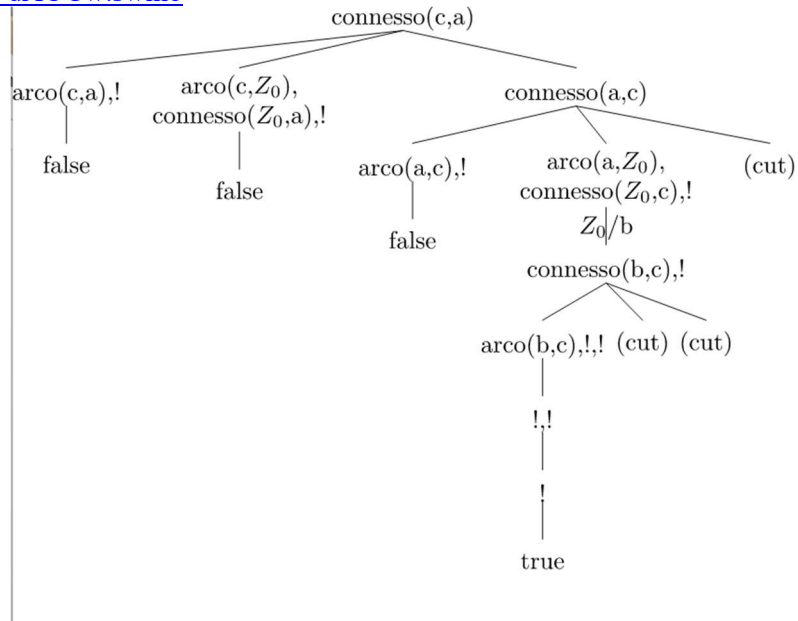 connesso(c,a)
arco(c,a),!
arco(c,Z₀),
connesso(Z₀,a),!
connesso(a,c)
false
false
arco(a,c),!
arco(a,Z₀),
connesso(Z₀,c),!
(cut)
Z₀/b
false
connesso(b,c),!
arco(b,c),!,! (cut) (cut)
!,!
!
true